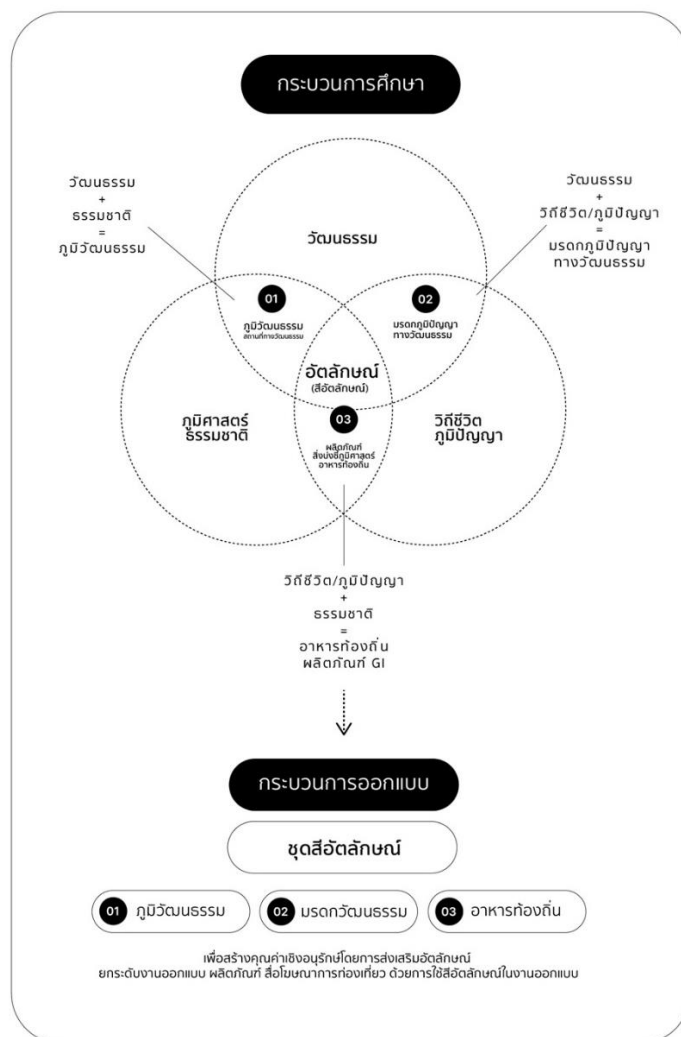 กระบวนการศึกษา
วัฒนธรรม
+
ธรรมชาติ
=
ภูมิวัฒนธรรม
วัฒนธรรม
+
วิถีชีวิต/ภูมิปัญญา
=
มรดกภูมิปัญญา
ทางวัฒนธรรม
วัฒนธรรม
01
ภูมิวัฒนธรรม
สถานที่ทางวัฒนธรรม
02
มรดกภูมิปัญญา
ทางวัฒนธรรม
อัตลักษณ์
(สีอัตลักษณ์)
ภูมิศาสตร์
ธรรมชาติ
03
ผลิตภัณฑ์
สิ่งบ่งชี้ภูมิศาสตร์
อาหารท้องถิ่น
วิถีชีวิต
ภูมิปัญญา
วิถีชีวิต/ภูมิปัญญา
+
ธรรมชาติ
=
อาหารท้องถิ่น
ผลิตภัณฑ์ GI
กระบวนการออกแบบ
ชุดสีอัตลักษณ์
01 ภูมิวัฒนธรรม
02 มรดกวัฒนธรรม
03 อาหารท้องถิ่น
เพื่อสร้างคุณค่าเชิงอนุรักษ์โดยการส่งเสริมอัตลักษณ์
ยกระดับงานออกแบบ ผลิตภัณฑ์ สื่อโฆษณาการท่องเที่ยว ด้วยการใช้สีอัตลักษณ์ในงานออกแบบ